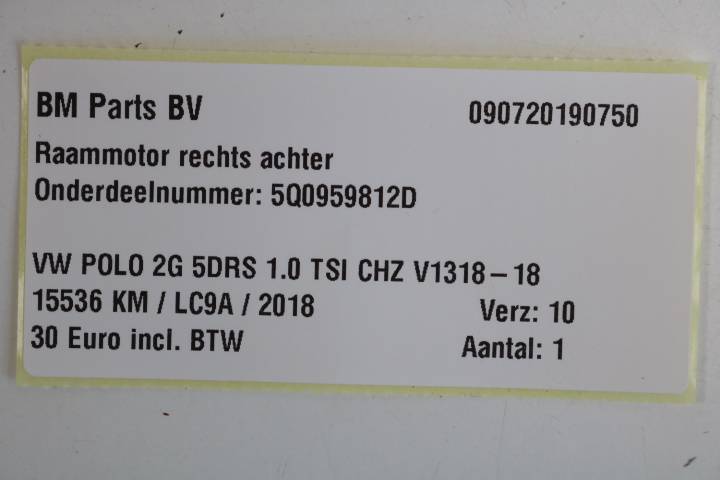 BM Parts BV 090720190750
Raammotor rechts achter
Onderdeelnummer: 5Q0959812D
VW POLO 2G 5DRS 1.0 TSI CHZ V1318-18
15536 KM / LC9A / 2018 Verz: 10
30 Euro incl. BTW Aantal: 1